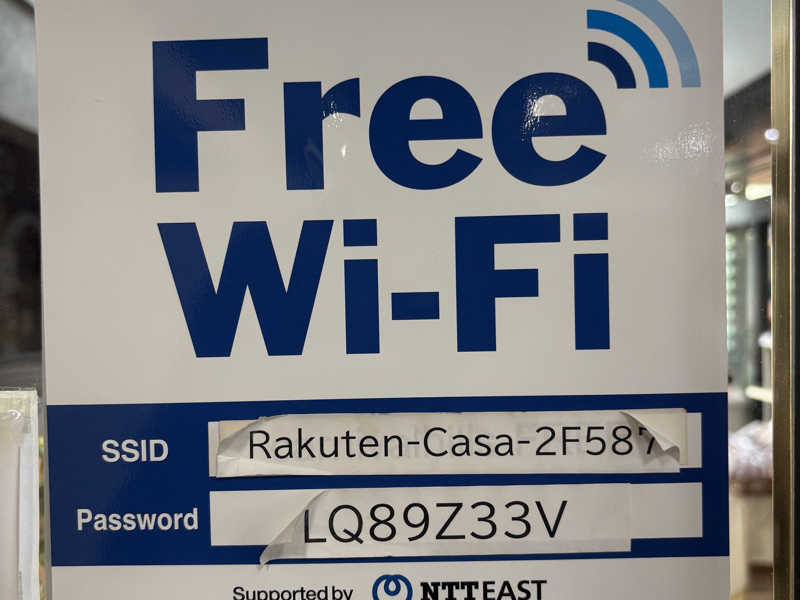 Free
Wi-Fi
SSID Rakuten-Casa-2F587
Password LQ89Z33V
Supported by NTT EAST